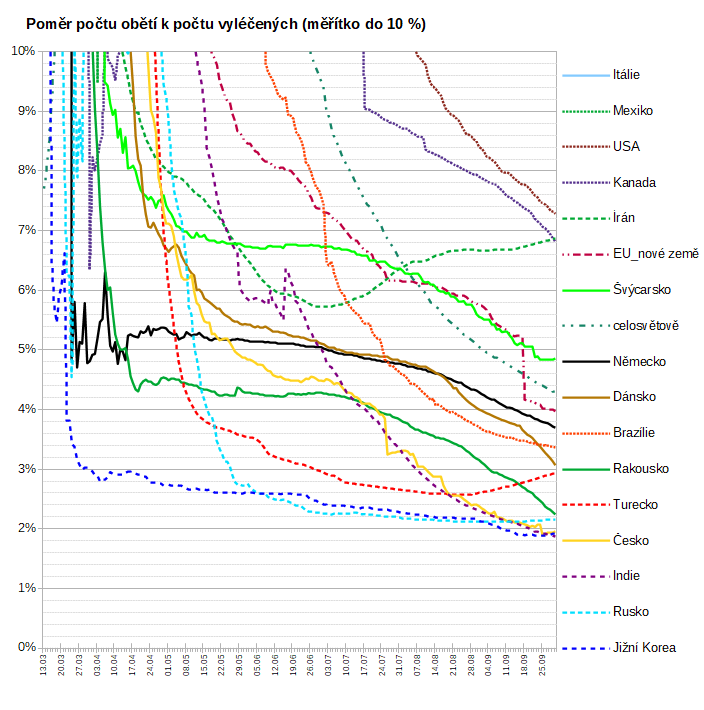 Poměr počtu obětí k počtu vyléčených (měřítko do 10 %)
10%
9%
8%
7%
6%
5%
4%
3%
2%
1%
0%
13.03
20.03
27.03
03.04
10.04
17.04
24.04
01.05
08.05
15.05
22.05
29.05
05.06
12.06
19.06
26.06
03.07
10.07
17.07
24.07
31.07
07.08
14.08
21.08
28.08
04.09
11.09
18.09
25.09
Itálie
Mexiko
USA
Kanada
Írán
EU_nové země
Švýcarsko
celosvětově
Německo
Dánsko
Brazílie
Rakousko
Turecko
Česko
Indie
Rusko
Jižní Korea